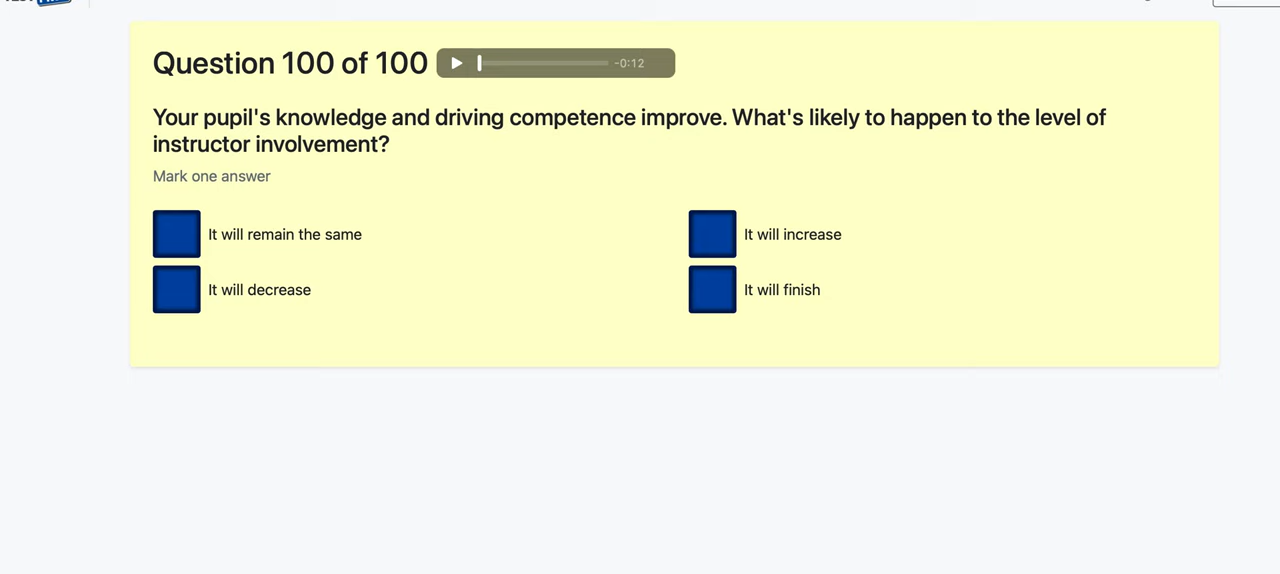 Question 100 of 100
-0:12
Your pupil's knowledge and driving competence improve. What's likely to happen to the level of
instructor involvement?
Mark one answer
It will remain the same
It will increase
It will decrease
It will finish